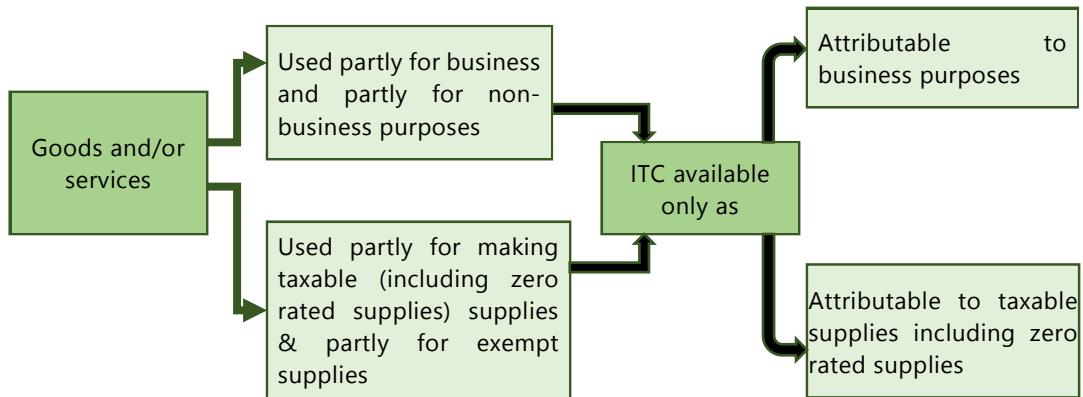 Goods and/or
services
Used partly for business
and partly for non-
business purposes
Used partly for making
taxable (including zero
rated supplies) supplies
& partly for exempt
supplies
ITC available
only as
Attributable to
business purposes
Attributable to taxable
supplies including zero
rated supplies